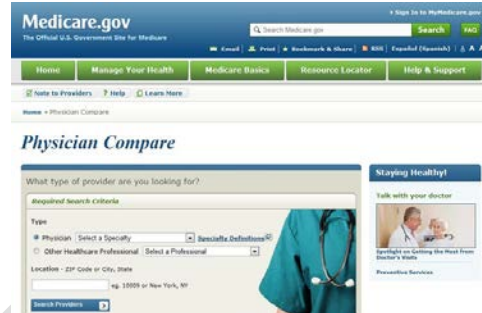 Sign In to MyMedicare.gov
Medicare.gov
The Official U.S. Government Site for Medicare
Search Medicare.gov
Search
FAQ
Email Print Bookmark & Share RSS Español (Spanish) A A A
Home Manage Your Health Medicare Basics Resource Locator Help & Support
Note to Providers ? Help Learn More
Home » Physician Compare
Physician Compare
What type of provider are you looking for?
Required Search Criteria
Type
Physician Select a Specialty Specialty Definitions
Other Healthcare Professional Select a Professional
Location - ZIP Code or City, State
eg. 10009 or New York, NY
Search Providers
Staying Healthy!
Talk with your doctor
Spotlight on Getting the Most From Doctor's Visits
Preventive Services